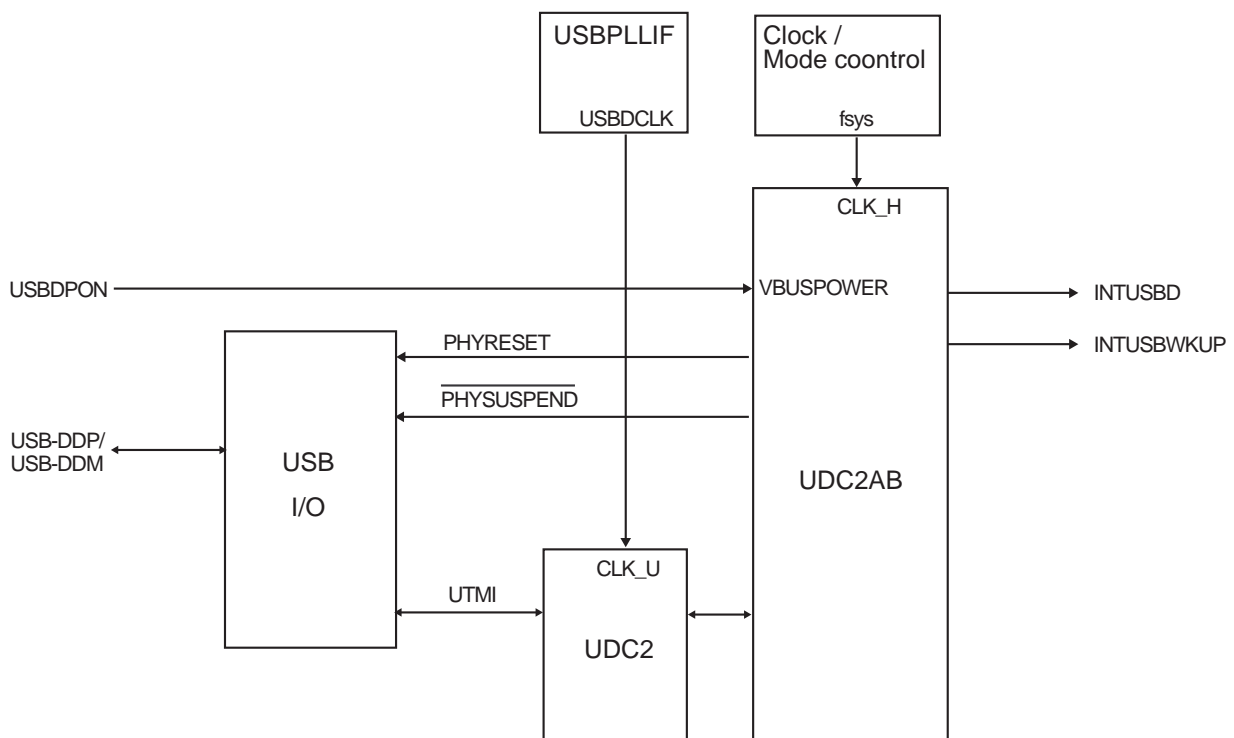 USBPLLIF
USBDCLK
Clock /
Mode coontrol
fsys
CLK_H
USBDPON
VBUSPOWER
INTUSBD
INTUSBWKUP
PHYRESET
PHYSUSPEND
USB-DDP/
USB-DDM
USB
I/O
UDC2AB
CLK_U
UTMI
UDC2